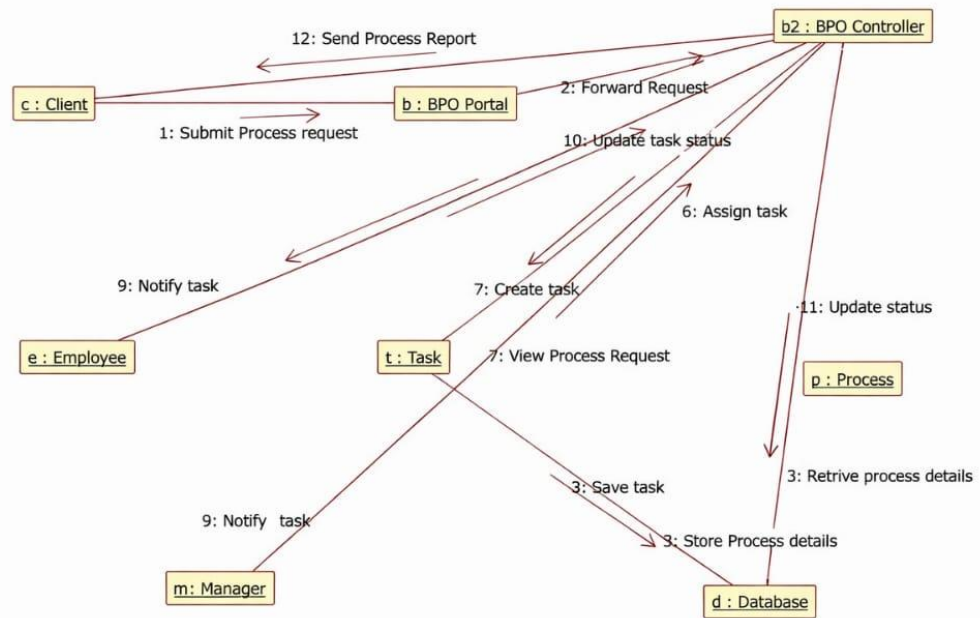 b2 : BPO Controller
12: Send Process Report
2: Forward Request
c : Client
b : BPO Portal
1: Submit Process request
10: Update task status
6: Assign task
9: Notify task
7: Create task
11: Update status
e : Employee
t : Task
7: View Process Request
p : Process
3: Retrive process details
3: Save task
9: Notify task
3: Store Process details
m: Manager
d : Database